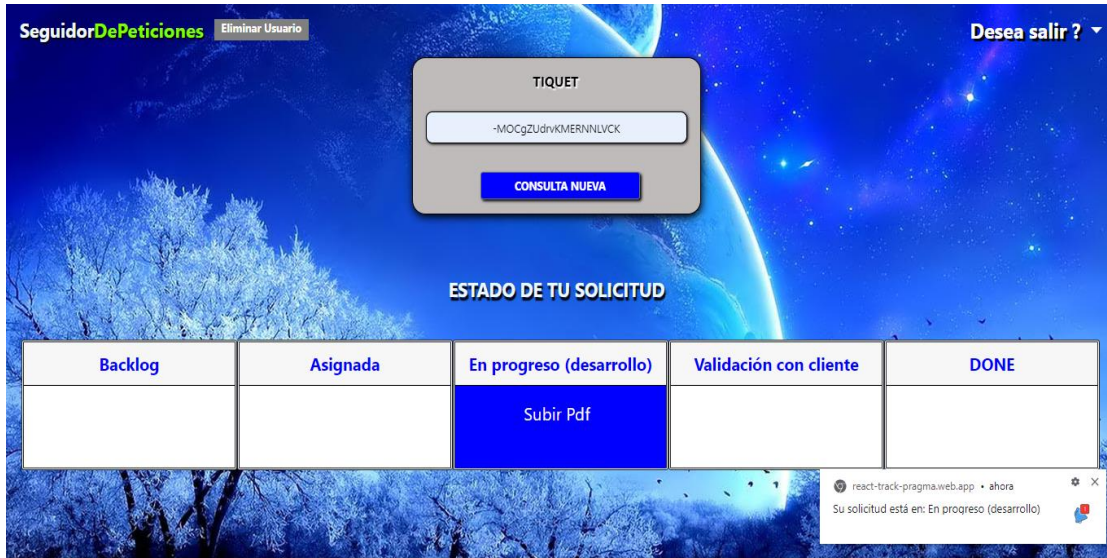 SeguidorDePeticiones Eliminar Usuario
Desea salir ?
TIQUET
-MOCgZUdrvKMERNNLVCK
CONSULTA NUEVA
ESTADO DE TU SOLICITUD
Backlog Asignada En progreso (desarrollo) Validación con cliente DONE
Subir Pdf
react-track-pragma.web.app • ahora
Su solicitud está en: En progreso (desarrollo)